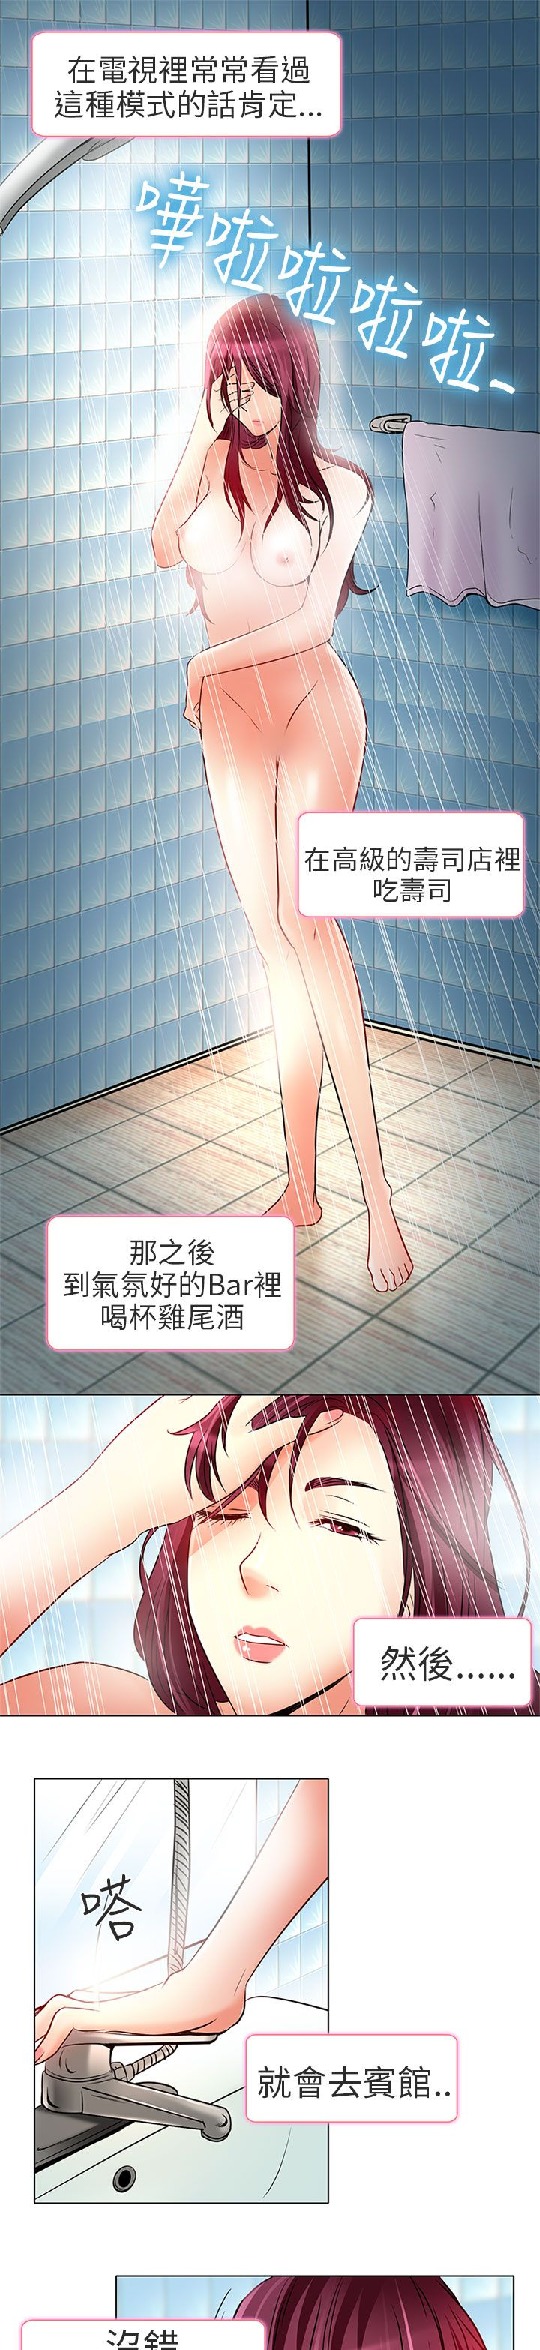 在電視裡常常看過
這種模式的話肯定...
嘩啦啦啦啦~
在高級的壽司店裡
吃壽司
那之後
到氣氛好的Bar裡
喝杯雞尾酒
然後......
嗒
就會去賓館..
沒錯